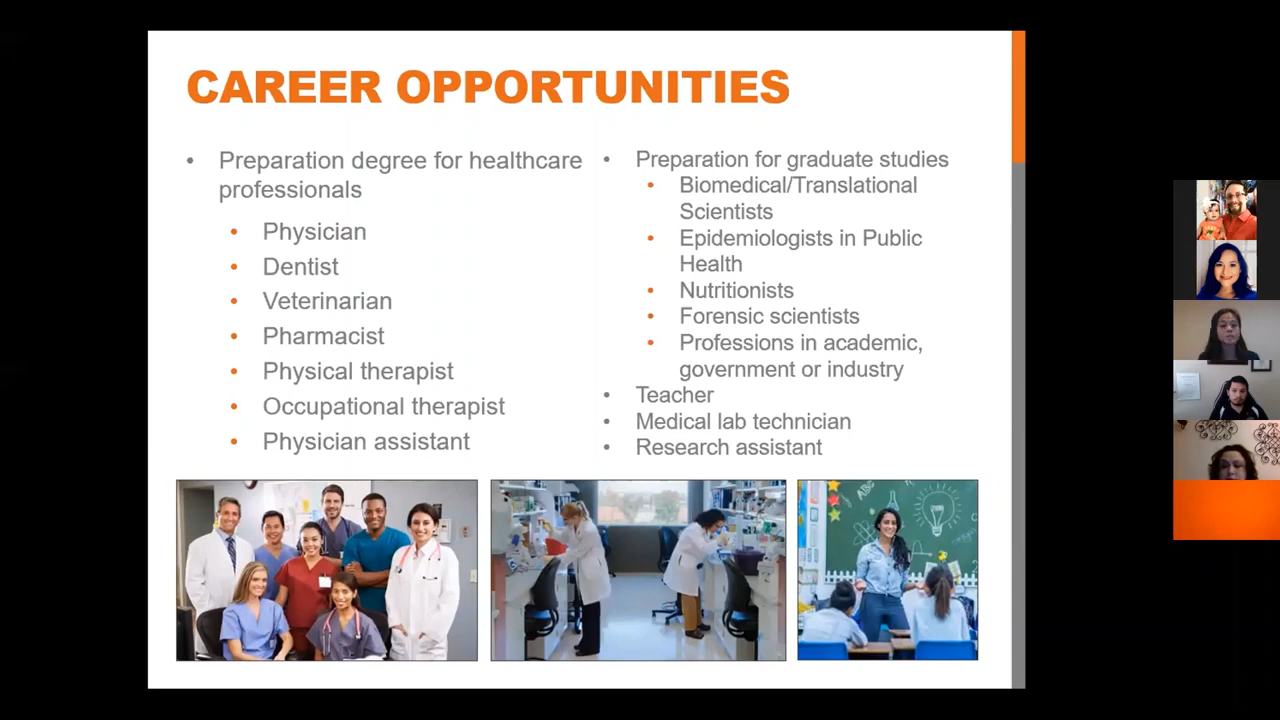 CAREER OPPORTUNITIES
Preparation degree for healthcare
professionals
Physician
Dentist
Veterinarian
Pharmacist
Physical therapist
Occupational therapist
Physician assistant
Preparation for graduate studies
Biomedical/Translational
Scientists
Epidemiologists in Public
Health
Nutritionists
Forensic scientists
Professions in academic,
government or industry
Teacher
Medical lab technician
Research assistant
ABC